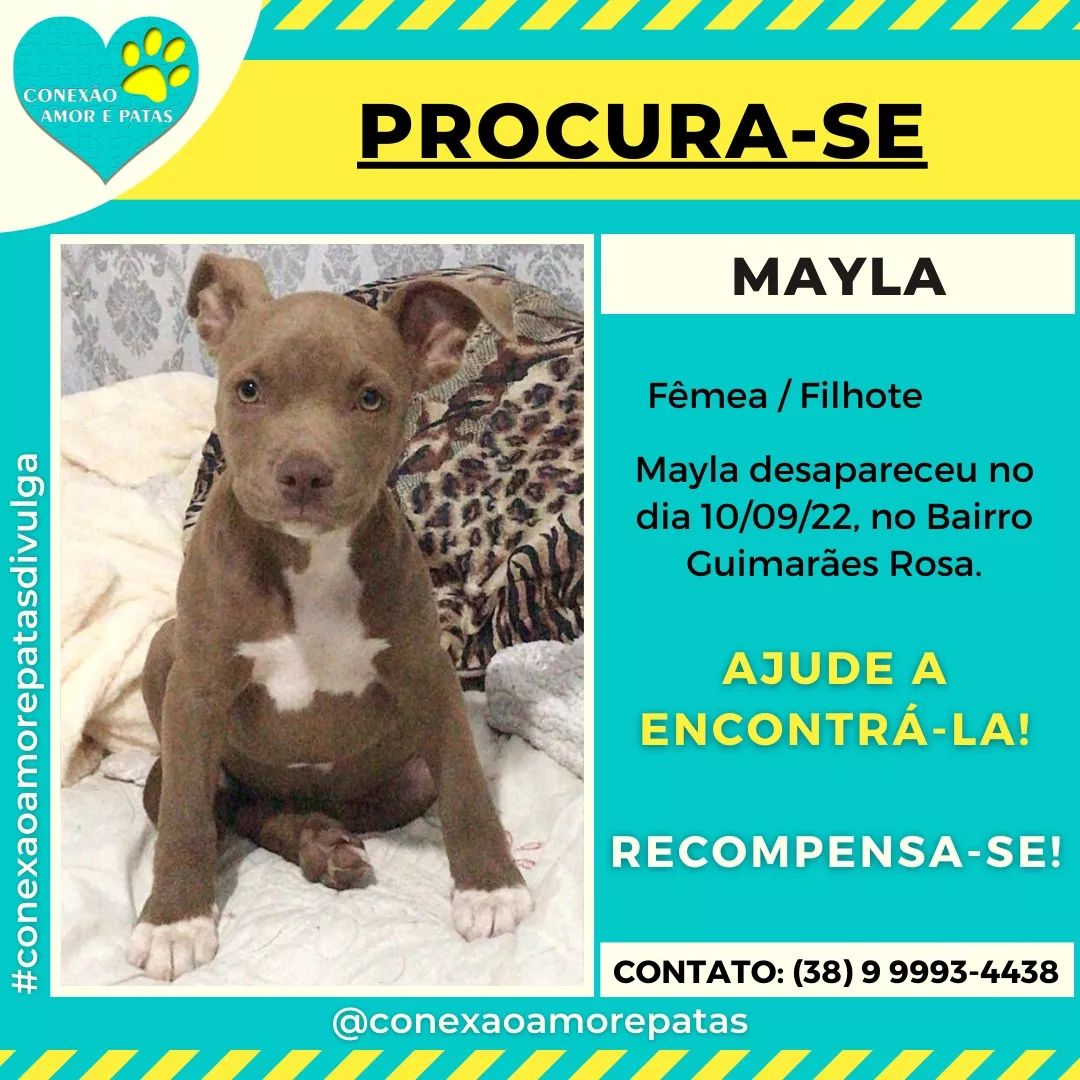 CONEXÃO
AMOR E PATAS
PROCURA-SE
MAYLA
Fêmea / Filhote
Mayla desapareceu no
dia 10/09/22, no Bairro
Guimarães Rosa.
AJUDE A
ENCONTRÁ-LA!
RECOMPENSA-SE!
CONTATO: (38) 9 9993-4438
#conexaoamorepatasdivulga
@conexaoamorepatas